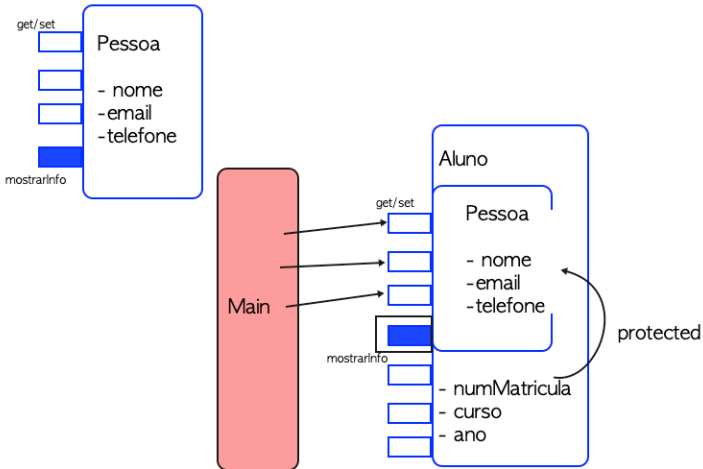 get/set
Pessoa
- nome
-email
-telefone
mostrarInfo
Main
Aluno
get/set
Pessoa
- nome
-email
-telefone
mostrarInfo
protected
- numMatricula
- curso
- ano